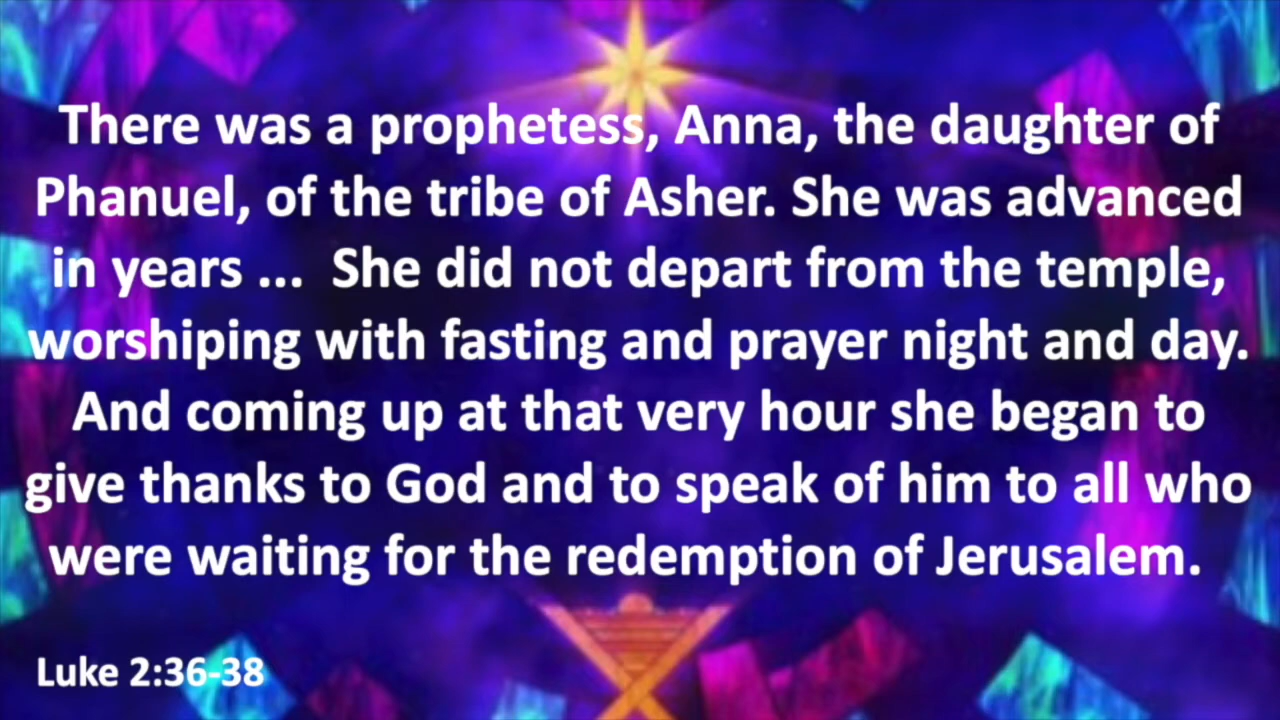 There was a prophetess, Anna, the daughter of
Phanuel, of the tribe of Asher. She was advanced
in years ...  She did not depart from the temple,
worshiping with fasting and prayer night and day.
And coming up at that very hour she began to
give thanks to God and to speak of him to all who
were waiting for the redemption of Jerusalem.
Luke 2:36-38